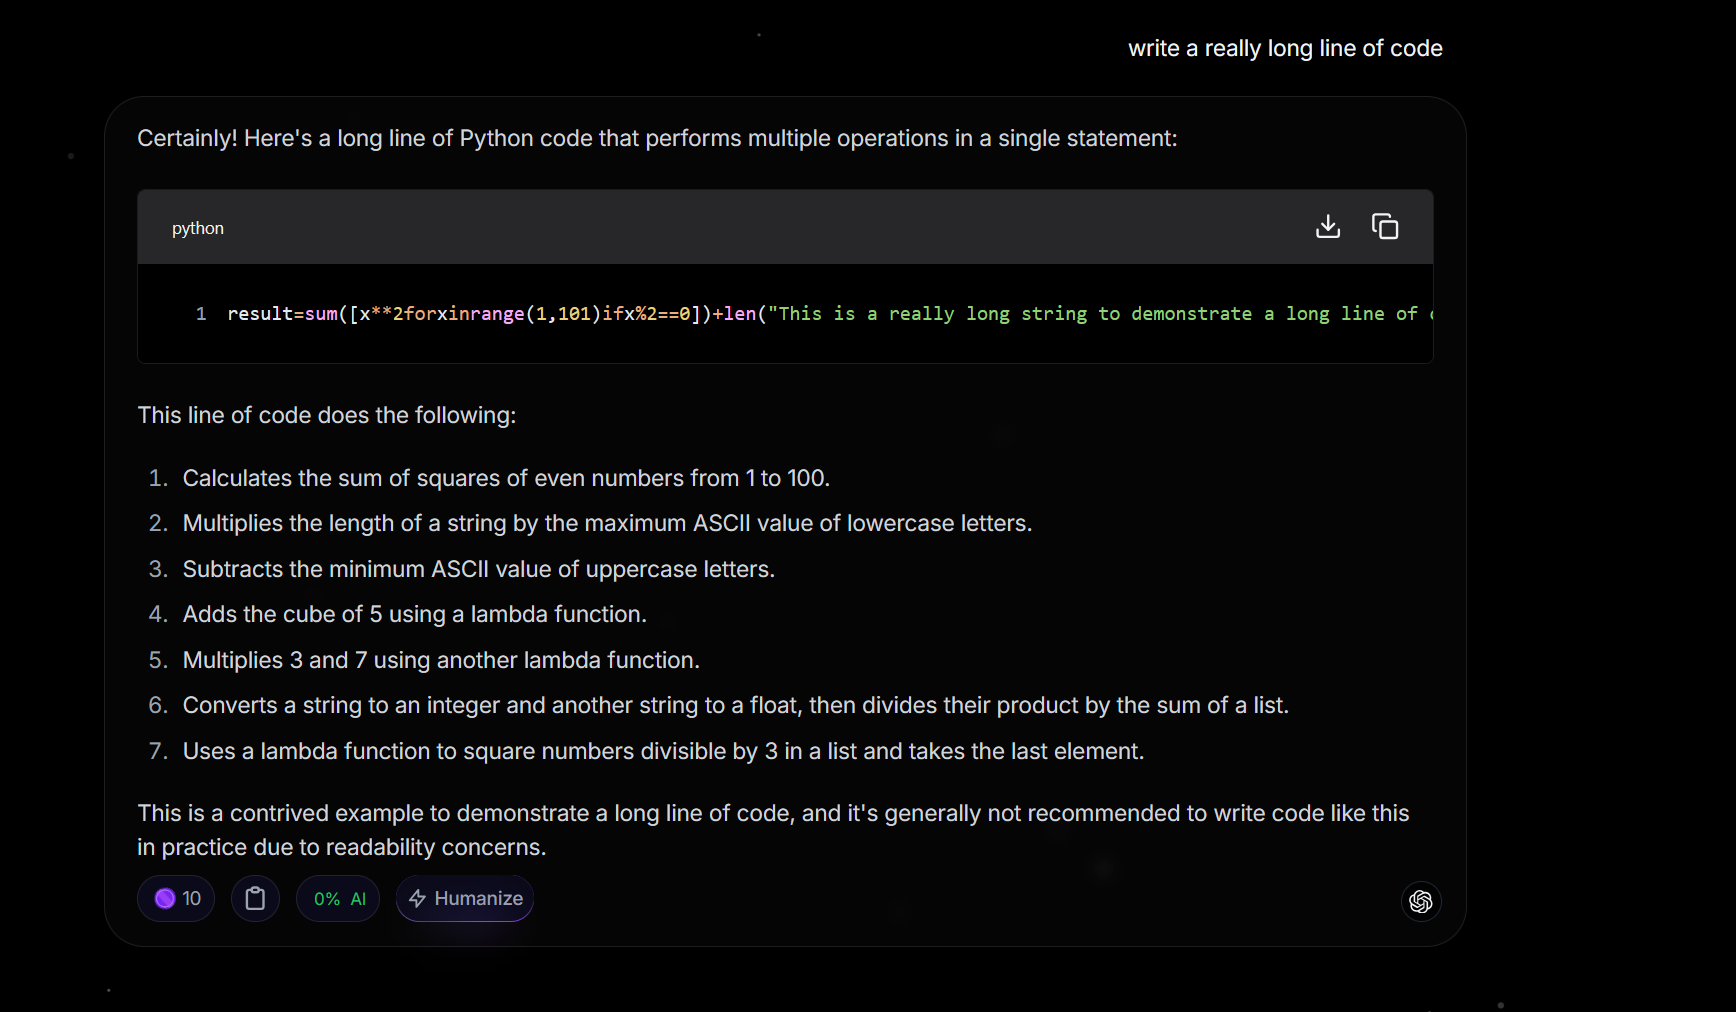 write a really long line of code
Certainly! Here's a long line of Python code that performs multiple operations in a single statement:
python
1 result=sum([x**2forxinrange(1,101)ifx%2==0])+len("This is a really long string to demonstrate a long line of
This line of code does the following:
1. Calculates the sum of squares of even numbers from 1 to 100.
2. Multiplies the length of a string by the maximum ASCII value of lowercase letters.
3. Subtracts the minimum ASCII value of uppercase letters.
4. Adds the cube of 5 using a lambda function.
5. Multiplies 3 and 7 using another lambda function.
6. Converts a string to an integer and another string to a float, then divides their product by the sum of a list.
7. Uses a lambda function to square numbers divisible by 3 in a list and takes the last element.
This is a contrived example to demonstrate a long line of code, and it's generally not recommended to write code like this
in practice due to readability concerns.
10 0% AI Humanize